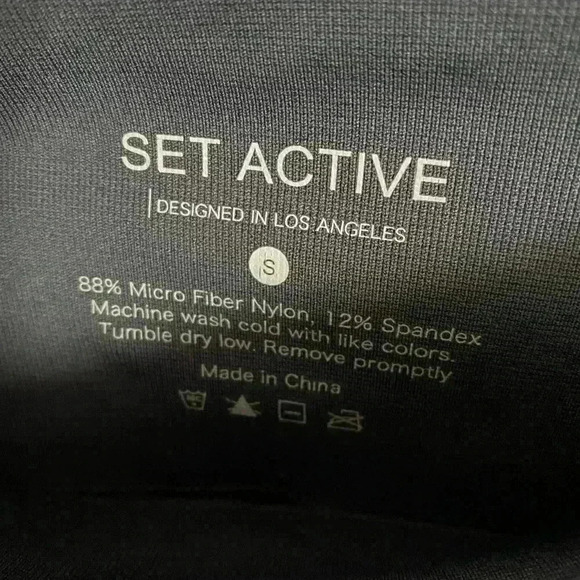 SET ACTIVE
DESIGNED IN LOS ANGELES
S
88% Micro Fiber Nylon, 12% Spandex
Machine wash cold with like colors.
Tumble dry low. Remove promptly
Made in China